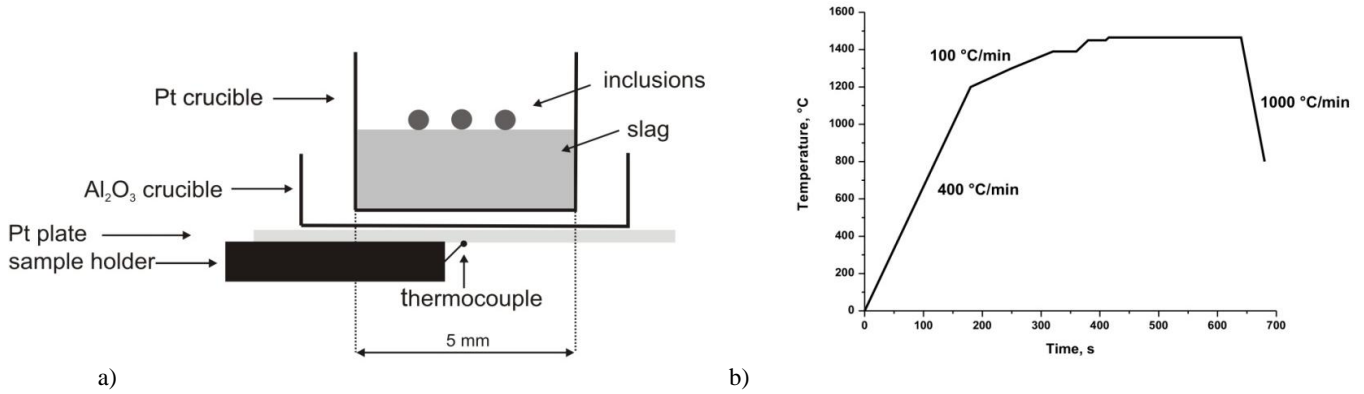 Pt crucible
inclusions
slag
Al₂O₃ crucible
Pt plate
sample holder
thermocouple
5 mm
a)
1600
1400
1200
1000
800
600
400
200
0
Temperature, °C
100 °C/min
400 °C/min
1000 °C/min
0 100 200 300 400 500 600 700
Time, s
b)